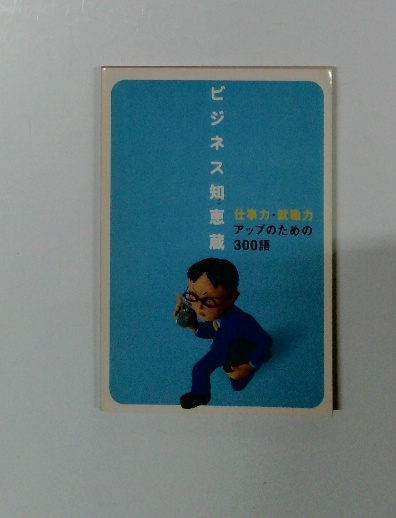 ビジネス知恵蔵
仕事力・就職力
アップのための
300語